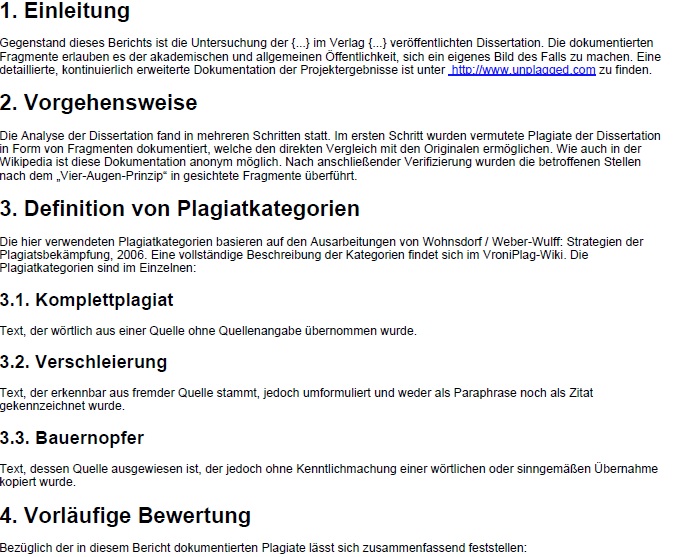 1. Einleitung
Gegenstand dieses Berichts ist die Untersuchung der {...} im Verlag {...} veröffentlichten Dissertation. Die dokumentierten
Fragmente erlauben es der akademischen und allgemeinen Öffentlichkeit, sich ein eigenes Bild des Falls zu machen. Eine
detaillierte, kontinuierlich erweiterte Dokumentation der Projektergebnisse ist unter http://www.unplagged.com zu finden.
2. Vorgehensweise
Die Analyse der Dissertation fand in mehreren Schritten statt. Im ersten Schritt wurden vermutete Plagiate der Dissertation
in Form von Fragmenten dokumentiert, welche den direkten Vergleich mit den Originalen ermöglichen. Wie auch in der
Wikipedia ist diese Dokumentation anonym möglich. Nach anschließender Verifizierung wurden die betroffenen Stellen
nach dem „Vier-Augen-Prinzip“ in gesichtete Fragmente überführt.
3. Definition von Plagiatkategorien
Die hier verwendeten Plagiatkategorien basieren auf den Ausarbeitungen von Wohnsdorf / Weber-Wulff: Strategien der
Plagiatsbekämpfung, 2006. Eine vollständige Beschreibung der Kategorien findet sich im VroniPlag-Wiki. Die
Plagiatkategorien sind im Einzelnen:
3.1. Komplettplagiat
Text, der wörtlich aus einer Quelle ohne Quellenangabe übernommen wurde.
3.2. Verschleierung
Text, der erkennbar aus fremder Quelle stammt, jedoch umformuliert und weder als Paraphrase noch als Zitat
gekennzeichnet wurde.
3.3. Bauernopfer
Text, dessen Quelle ausgewiesen ist, der jedoch ohne Kenntlichmachung einer wörtlichen oder sinngemäßen Übernahme
kopiert wurde.
4. Vorläufige Bewertung
Bezüglich der in diesem Bericht dokumentierten Plagiate lässt sich zusammenfassend feststellen: